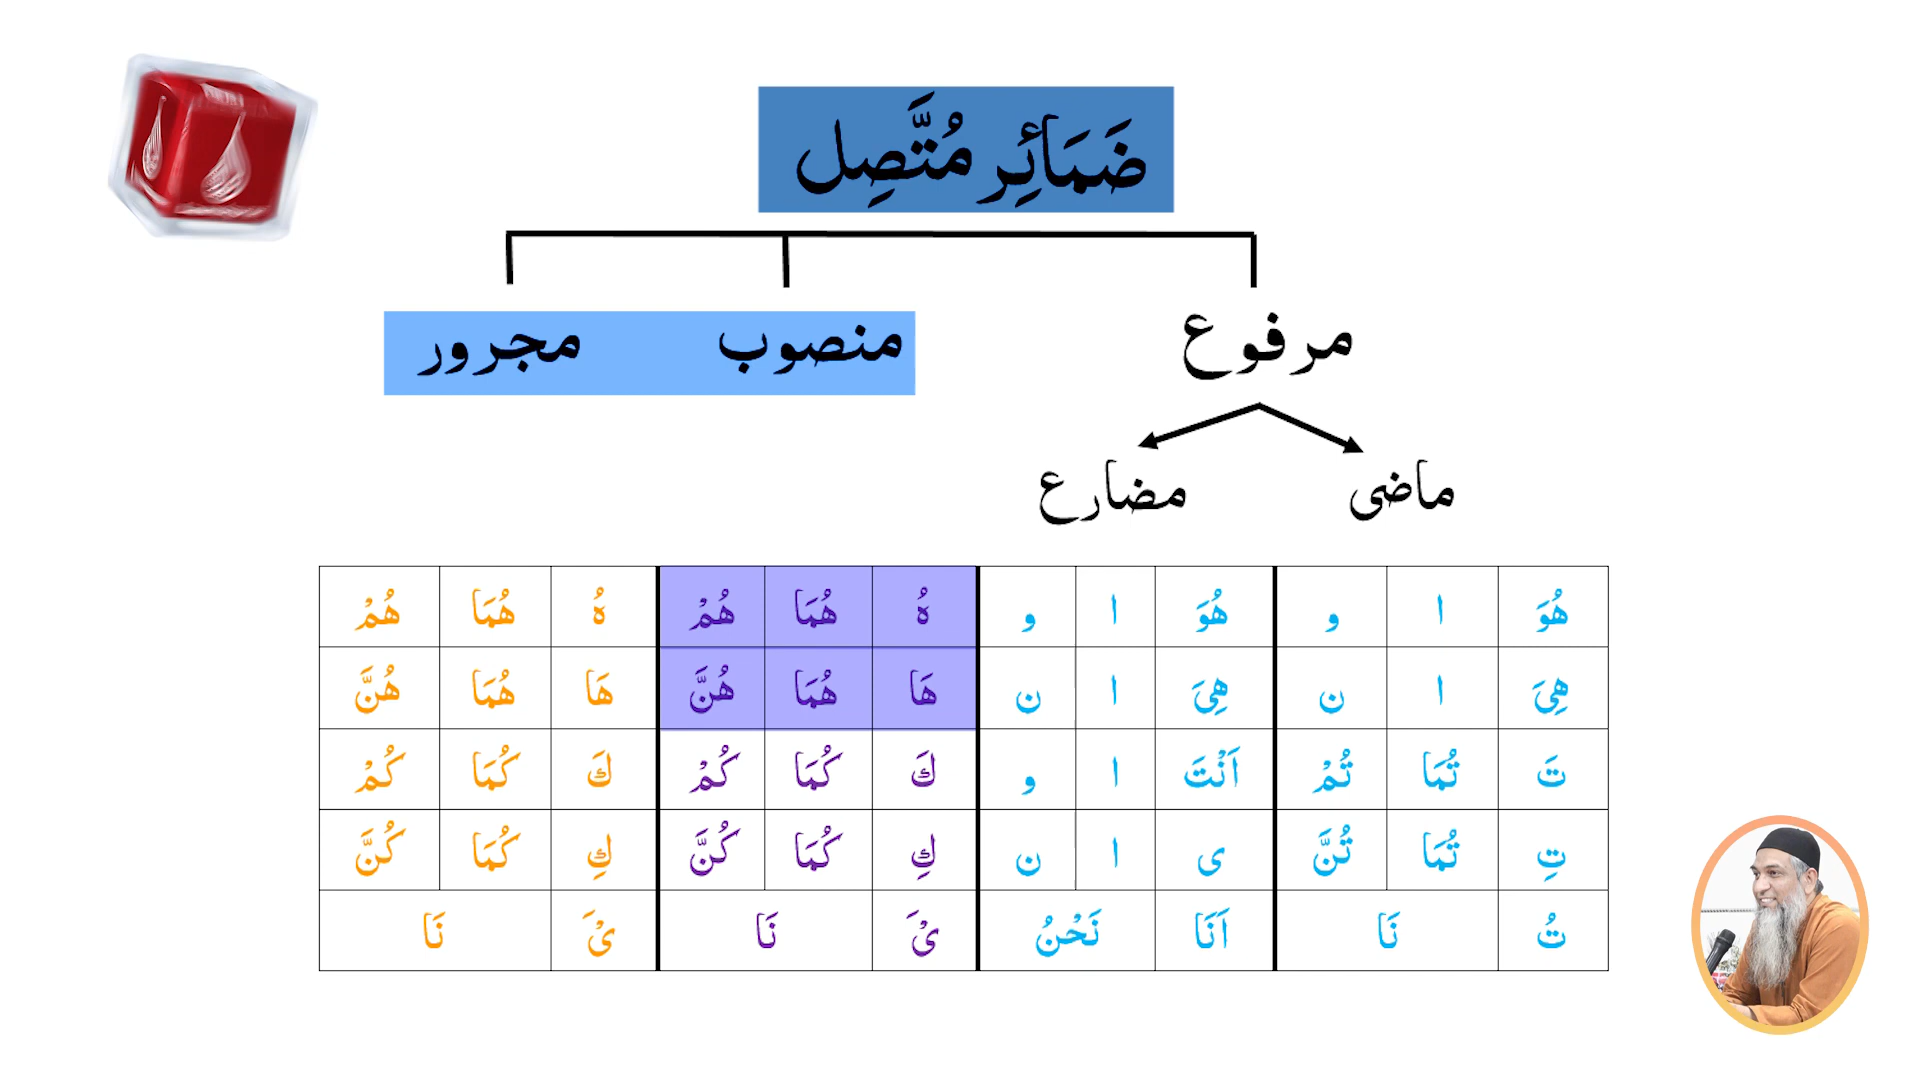 ضَمَائِر مُتَّصِل
مرفوع منصوب مجرور
ماضی مضارع
هُوَ ا و هُوَ ا و هُ هُمَا هُمْ هُ هُمَا هُمْ
هِیَ ا ن هِیَ ا ن هَا هُمَا هُنَّ هَا هُمَا هُنَّ
تَ تُمَا تُمْ اَنْتَ ا و كَ كُمَا كُمْ كَ كُمَا كُمْ
تِ تُمَا تُنَّ ی ا ن كِ كُمَا كُنَّ كِ كُمَا كُنَّ
تُ نَا اَنَا نَحْنُ یْ َ نَا یْ َ نَا